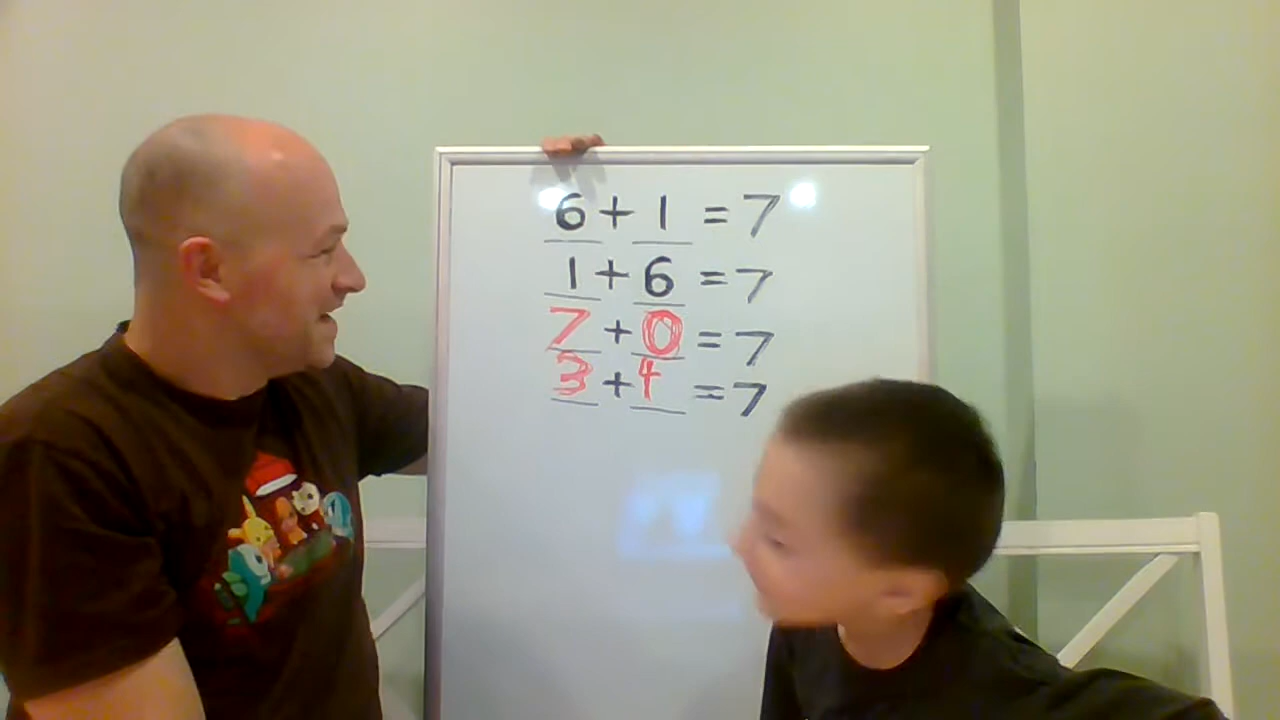 6 + 1 = 7
1 + 6 = 7
7 + 0 = 7
3 + 4 = 7